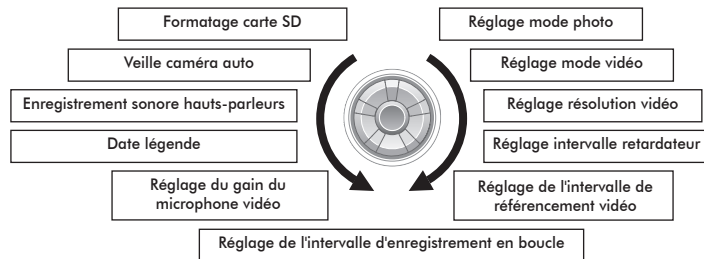 Formatage carte SD
Réglage mode photo
Veille caméra auto
Réglage mode vidéo
Enregistrement sonore hauts-parleurs
Réglage résolution vidéo
Date légende
Réglage intervalle retardateur
Réglage du gain du
microphone vidéo
Réglage de l'intervalle de
référencement vidéo
Réglage de l'intervalle d'enregistrement en boucle